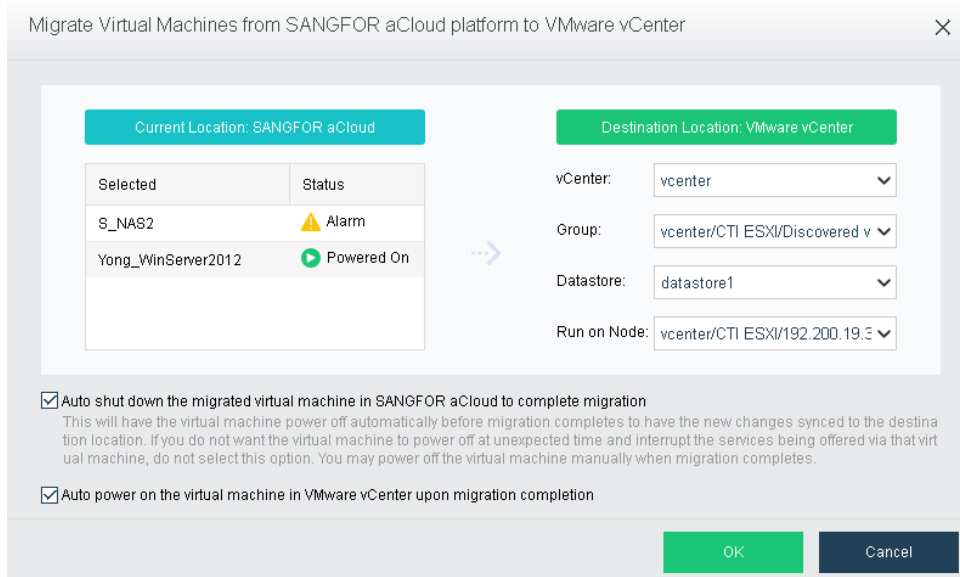 Migrate Virtual Machines from SANGFOR aCloud platform to VMware vCenter
Current Location: SANGFOR aCloud
Selected Status
S_NAS2 Alarm
Yong_WinServer2012 Powered On
Destination Location: VMware vCenter
vCenter: vcenter
Group: vcenter/CTI ESXI/Discovered v
Datastore: datastore1
Run on Node: vcenter/CTI ESXI/192.200.19.3
Auto shut down the migrated virtual machine in SANGFOR aCloud to complete migration
This will have the virtual machine power off automatically before migration completes to have the new changes synced to the destina
tion location. If you do not want the virtual machine to power off at unexpected time and interrupt the services being offered via that virt
ual machine, do not select this option. You may power off the virtual machine manually when migration completes.
Auto power on the virtual machine in VMware vCenter upon migration completion
OK Cancel